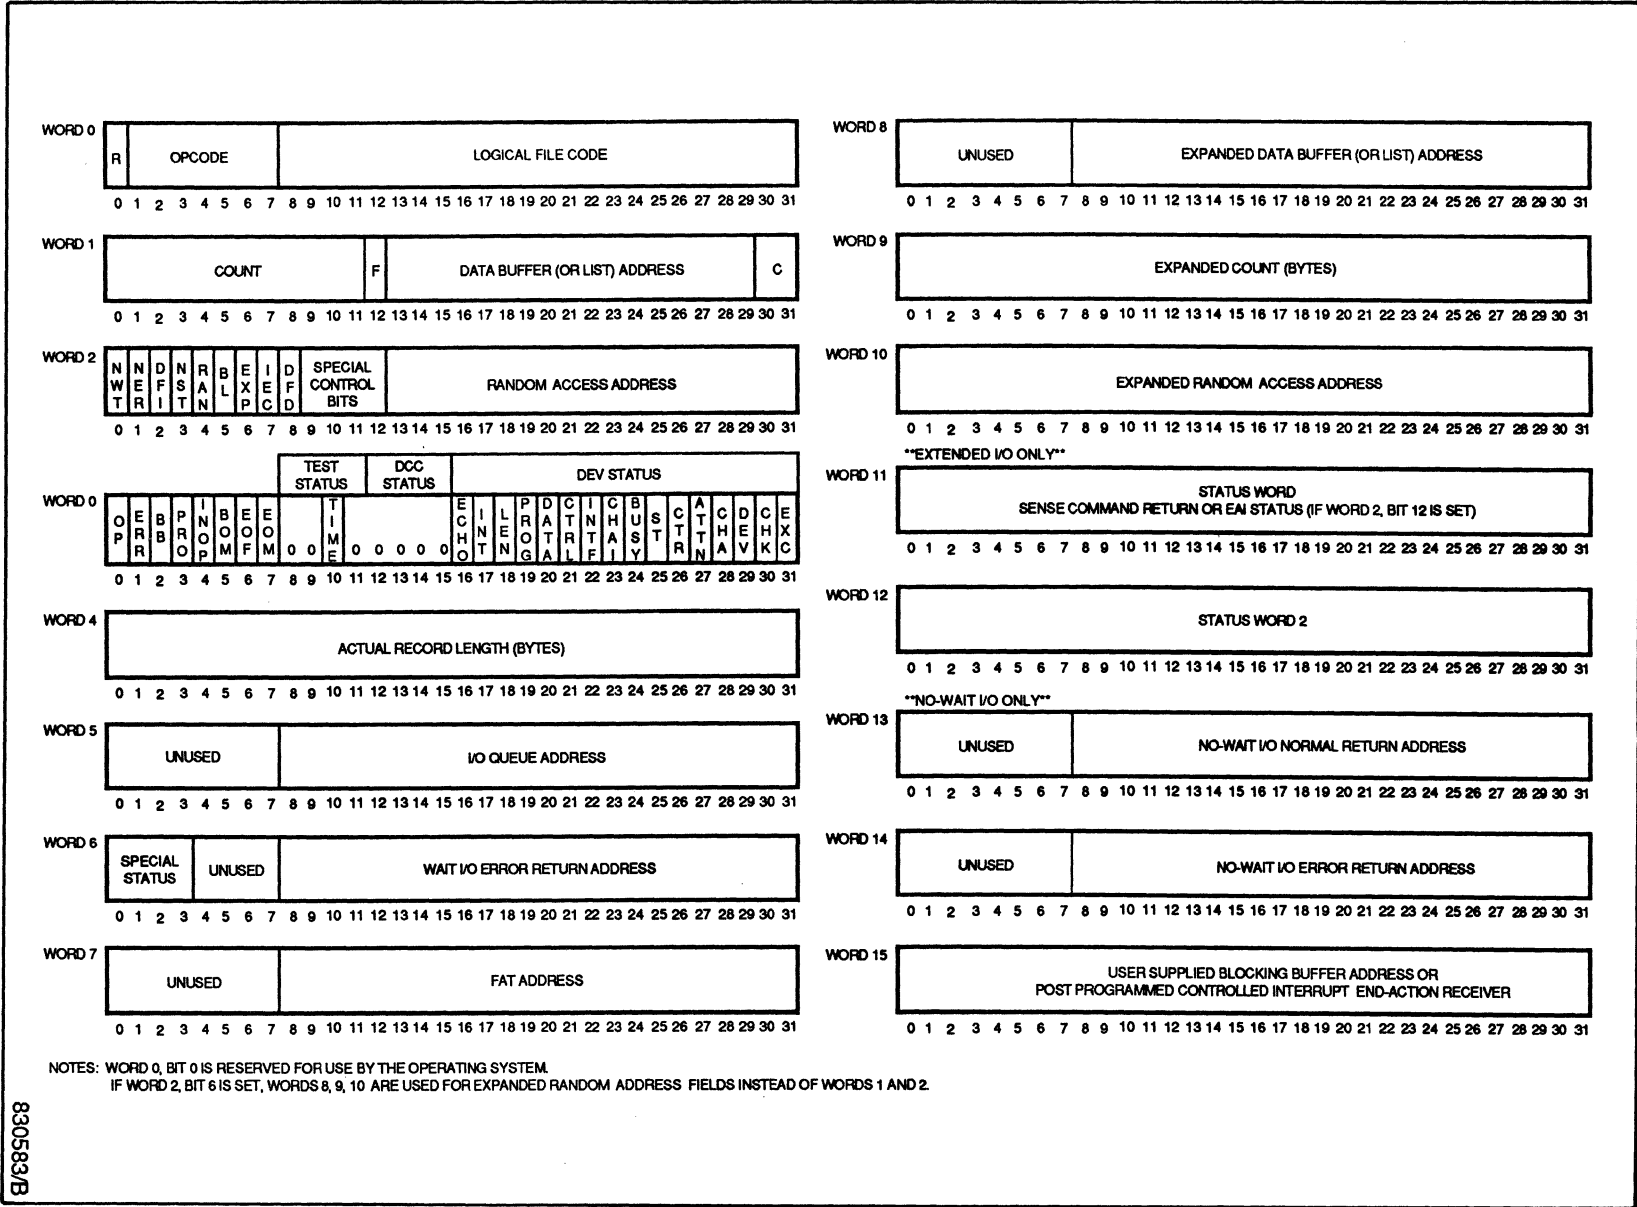 WORD 0
R OPCODE LOGICAL FILE CODE
0 1 2 3 4 5 6 7 8 9 10 11 12 13 14 15 16 17 18 19 20 21 22 23 24 25 26 27 28 29 30 31
WORD 1
COUNT F DATA BUFFER (OR LIST) ADDRESS C
0 1 2 3 4 5 6 7 8 9 10 11 12 13 14 15 16 17 18 19 20 21 22 23 24 25 26 27 28 29 30 31
WORD 2
NWT NER DFI NST RAN BL EXP IEC DFD SPECIAL CONTROL BITS RANDOM ACCESS ADDRESS
0 1 2 3 4 5 6 7 8 9 10 11 12 13 14 15 16 17 18 19 20 21 22 23 24 25 26 27 28 29 30 31
TEST STATUS DCC STATUS DEV STATUS
WORD 0
OP ERR BB PRO INOP BOM EOF EOM 0 0 TIME 0 0 0 0 0 ECHO INT LEN PROG DATA CTRL INTF CHAI BUSY ST CTR ATTN CHA DEV CHK EXC
0 1 2 3 4 5 6 7 8 9 10 11 12 13 14 15 16 17 18 19 20 21 22 23 24 25 26 27 28 29 30 31
WORD 4
ACTUAL RECORD LENGTH (BYTES)
0 1 2 3 4 5 6 7 8 9 10 11 12 13 14 15 16 17 18 19 20 21 22 23 24 25 26 27 28 29 30 31
WORD 5
UNUSED I/O QUEUE ADDRESS
0 1 2 3 4 5 6 7 8 9 10 11 12 13 14 15 16 17 18 19 20 21 22 23 24 25 26 27 28 29 30 31
WORD 6
SPECIAL STATUS UNUSED WAIT I/O ERROR RETURN ADDRESS
0 1 2 3 4 5 6 7 8 9 10 11 12 13 14 15 16 17 18 19 20 21 22 23 24 25 26 27 28 29 30 31
WORD 7
UNUSED FAT ADDRESS
0 1 2 3 4 5 6 7 8 9 10 11 12 13 14 15 16 17 18 19 20 21 22 23 24 25 26 27 28 29 30 31
WORD 8
UNUSED EXPANDED DATA BUFFER (OR LIST) ADDRESS
0 1 2 3 4 5 6 7 8 9 10 11 12 13 14 15 16 17 18 19 20 21 22 23 24 25 26 27 28 29 30 31
WORD 9
EXPANDED COUNT (BYTES)
0 1 2 3 4 5 6 7 8 9 10 11 12 13 14 15 16 17 18 19 20 21 22 23 24 25 26 27 28 29 30 31
WORD 10
EXPANDED RANDOM ACCESS ADDRESS
0 1 2 3 4 5 6 7 8 9 10 11 12 13 14 15 16 17 18 19 20 21 22 23 24 25 26 27 28 29 30 31
**EXTENDED I/O ONLY**
WORD 11
STATUS WORD
SENSE COMMAND RETURN OR EAI STATUS (IF WORD 2, BIT 12 IS SET)
0 1 2 3 4 5 6 7 8 9 10 11 12 13 14 15 16 17 18 19 20 21 22 23 24 25 26 27 28 29 30 31
WORD 12
STATUS WORD 2
0 1 2 3 4 5 6 7 8 9 10 11 12 13 14 15 16 17 18 19 20 21 22 23 24 25 26 27 28 29 30 31
**NO-WAIT I/O ONLY**
WORD 13
UNUSED NO-WAIT I/O NORMAL RETURN ADDRESS
0 1 2 3 4 5 6 7 8 9 10 11 12 13 14 15 16 17 18 19 20 21 22 23 24 25 26 27 28 29 30 31
WORD 14
UNUSED NO-WAIT I/O ERROR RETURN ADDRESS
0 1 2 3 4 5 6 7 8 9 10 11 12 13 14 15 16 17 18 19 20 21 22 23 24 25 26 27 28 29 30 31
WORD 15
USER SUPPLIED BLOCKING BUFFER ADDRESS OR
POST PROGRAMMED CONTROLLED INTERRUPT END-ACTION RECEIVER
0 1 2 3 4 5 6 7 8 9 10 11 12 13 14 15 16 17 18 19 20 21 22 23 24 25 26 27 28 29 30 31
NOTES: WORD 0, BIT 0 IS RESERVED FOR USE BY THE OPERATING SYSTEM.
IF WORD 2, BIT 6 IS SET, WORDS 8, 9, 10 ARE USED FOR EXPANDED RANDOM ADDRESS FIELDS INSTEAD OF WORDS 1 AND 2.
830583/B